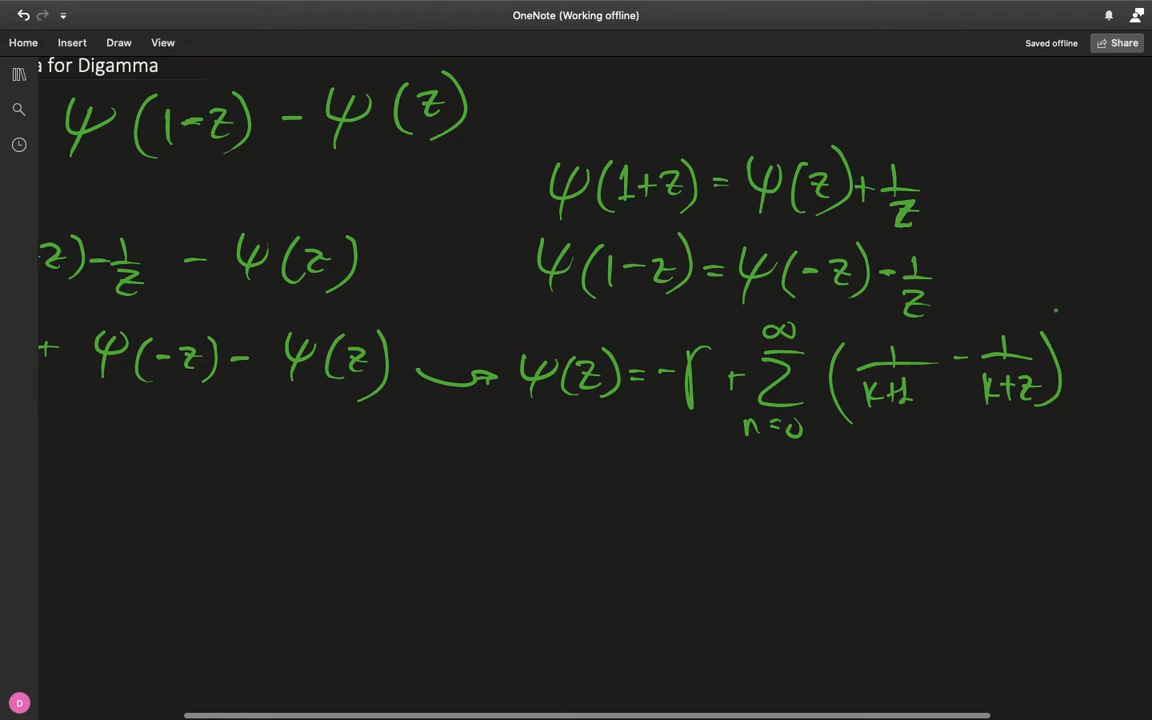 OneNote (Working offline)
Home Insert Draw View
Saved offline Share
a for Digamma
ψ(1-z) - ψ(z)
ψ(1+z) = ψ(z) + 1/z
z) - 1/z - ψ(z)
ψ(1-z) = ψ(-z) - 1/z
+ ψ(-z) - ψ(z) → ψ(z) = -γ + ∑_{n=0}^{∞} (1/(k+1) - 1/(k+z))
D